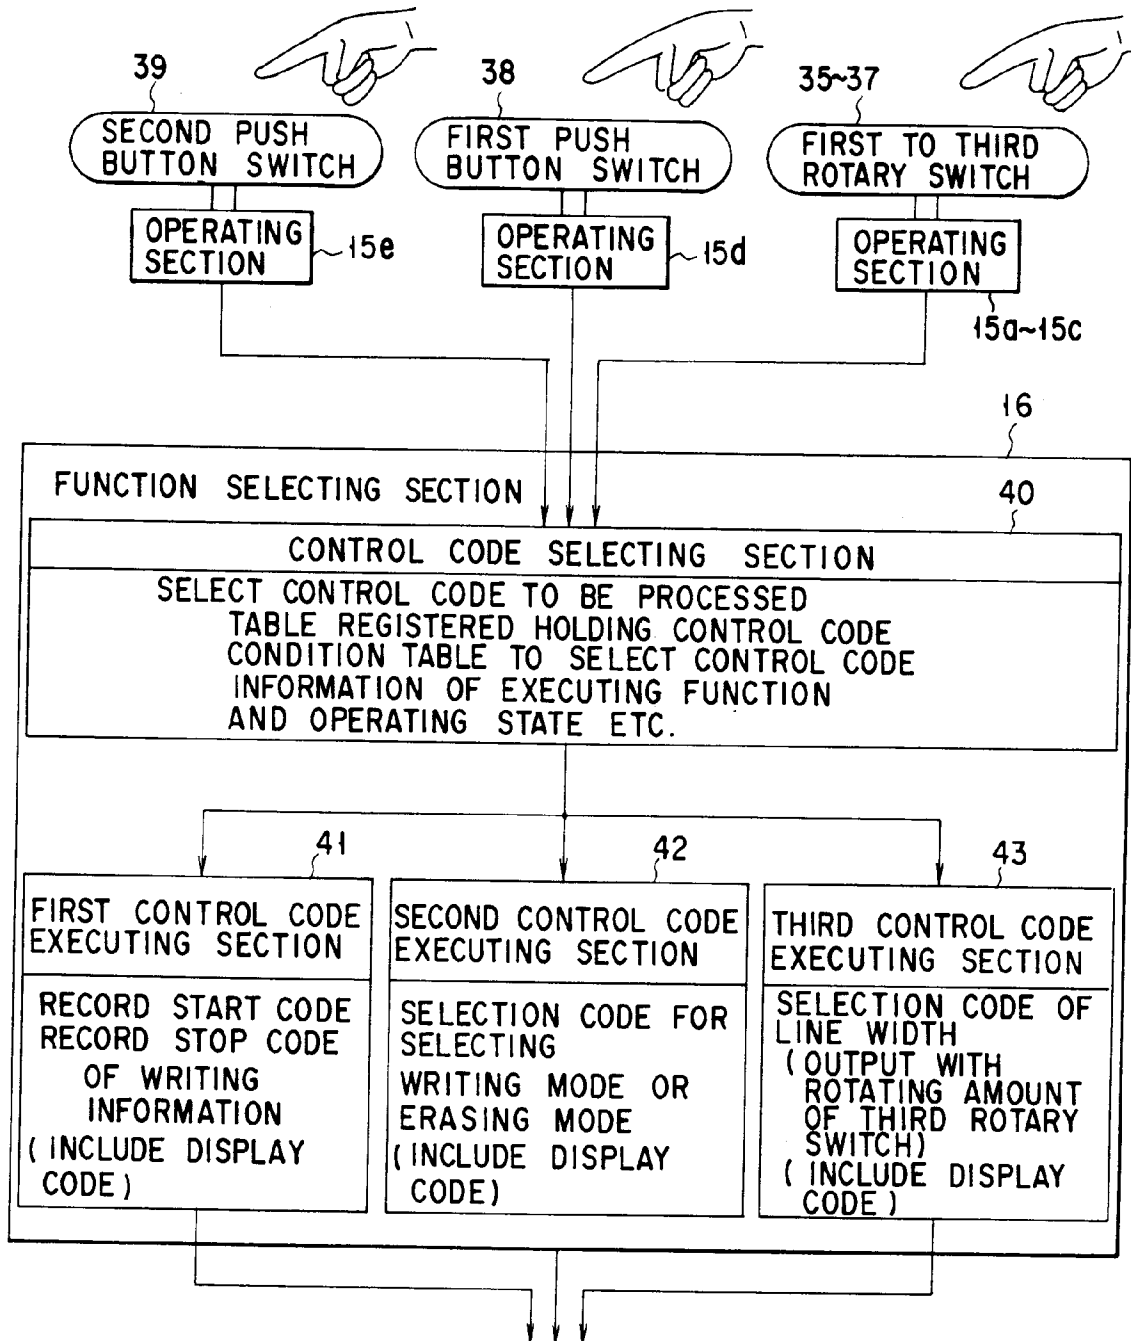 39
38
35~37
SECOND PUSH
BUTTON SWITCH
FIRST PUSH
BUTTON SWITCH
FIRST TO THIRD
ROTARY SWITCH
OPERATING
SECTION
15e
OPERATING
SECTION
15d
OPERATING
SECTION
15a~15c
16
FUNCTION SELECTING SECTION
40
CONTROL CODE SELECTING SECTION
SELECT CONTROL CODE TO BE PROCESSED
TABLE REGISTERED HOLDING CONTROL CODE
CONDITION TABLE TO SELECT CONTROL CODE
INFORMATION OF EXECUTING FUNCTION
AND OPERATING STATE ETC.
41
42
43
FIRST CONTROL CODE
EXECUTING SECTION
RECORD START CODE
RECORD STOP CODE
OF WRITING
INFORMATION
(INCLUDE DISPLAY
CODE)
SECOND CONTROL CODE
EXECUTING SECTION
SELECTION CODE FOR
SELECTING
WRITING MODE OR
ERASING MODE
(INCLUDE DISPLAY
CODE)
THIRD CONTROL CODE
EXECUTING SECTION
SELECTION CODE OF
LINE WIDTH
(OUTPUT WITH
ROTATING AMOUNT
OF THIRD ROTARY
SWITCH)
(INCLUDE DISPLAY
CODE)